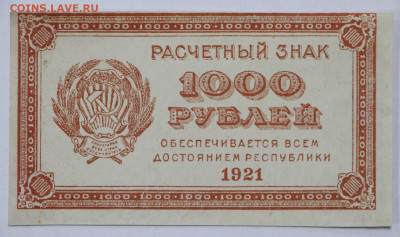 COINS.LAVE.RU
РАСЧЕТНЫЙ ЗНАК
1000
РУБЛЕЙ
ОБЕСПЕЧИВАЕТСЯ ВСЕМ
ДОСТОЯНИЕМ РЕСПУБЛИКИ
1921